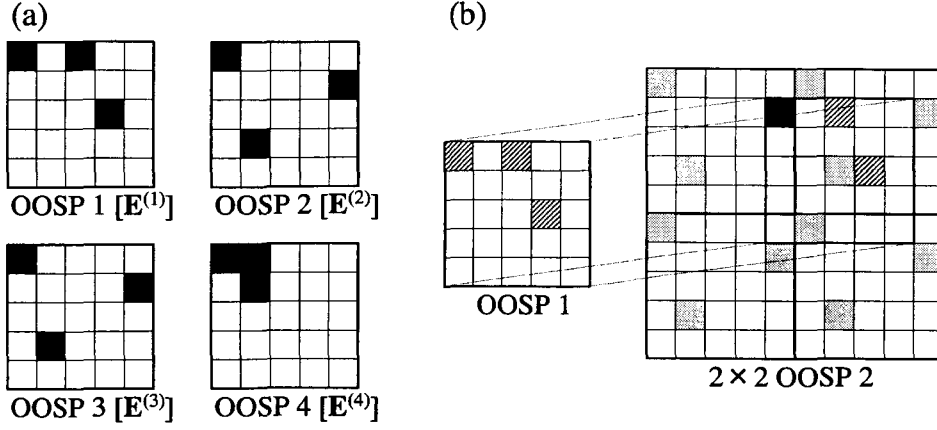 (a)
(b)
OOSP 1 [E(1)]
OOSP 2 [E(2)]
OOSP 3 [E(3)]
OOSP 4 [E(4)]
OOSP 1
2 × 2 OOSP 2